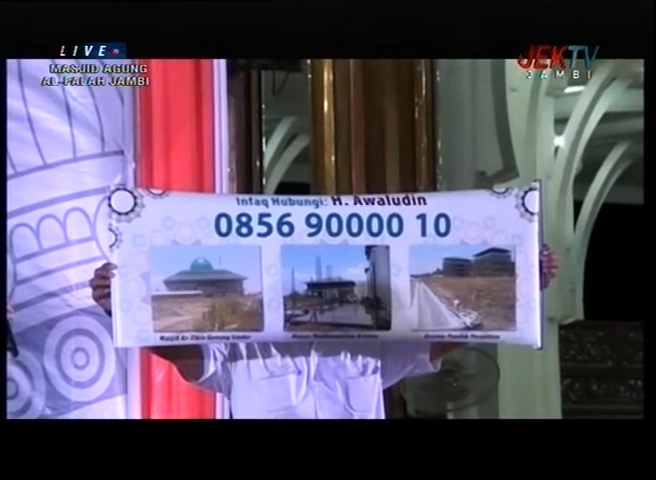 LIVE
MASJID AGUNG
AL-FALAH JAMBI
JEKTV
JAMBI
Infaq Hubungi: H. Awaludin
0856 90000 10